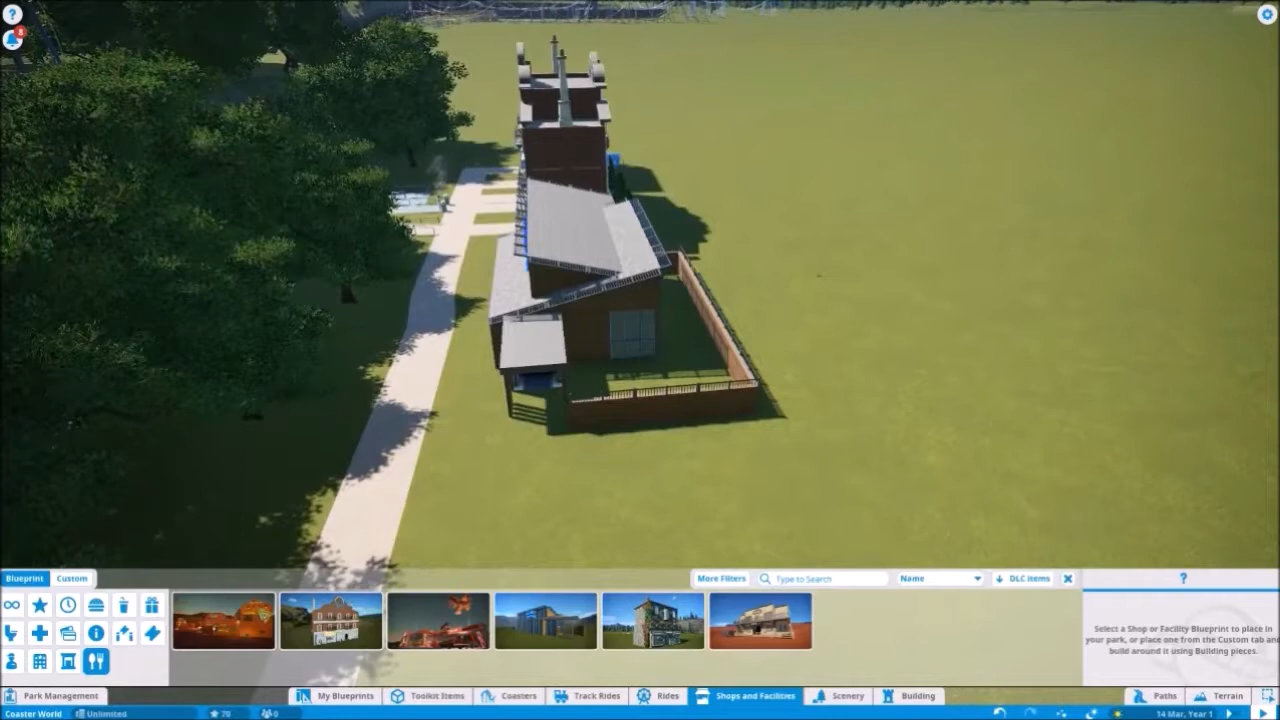 ?
8
Blueprint Custom
More Filters Type to Search Name DLC Items
?
Select a Shop or Facility Blueprint to place in
your park, or place one from the Custom tab and
build around it using Building pieces.
Park Management My Blueprints Toolkit Items Coasters Track Rides Rides Shops and Facilities Scenery Building Paths Terrain
Coaster World Unlimited 70 0 14 Mar, Year 1